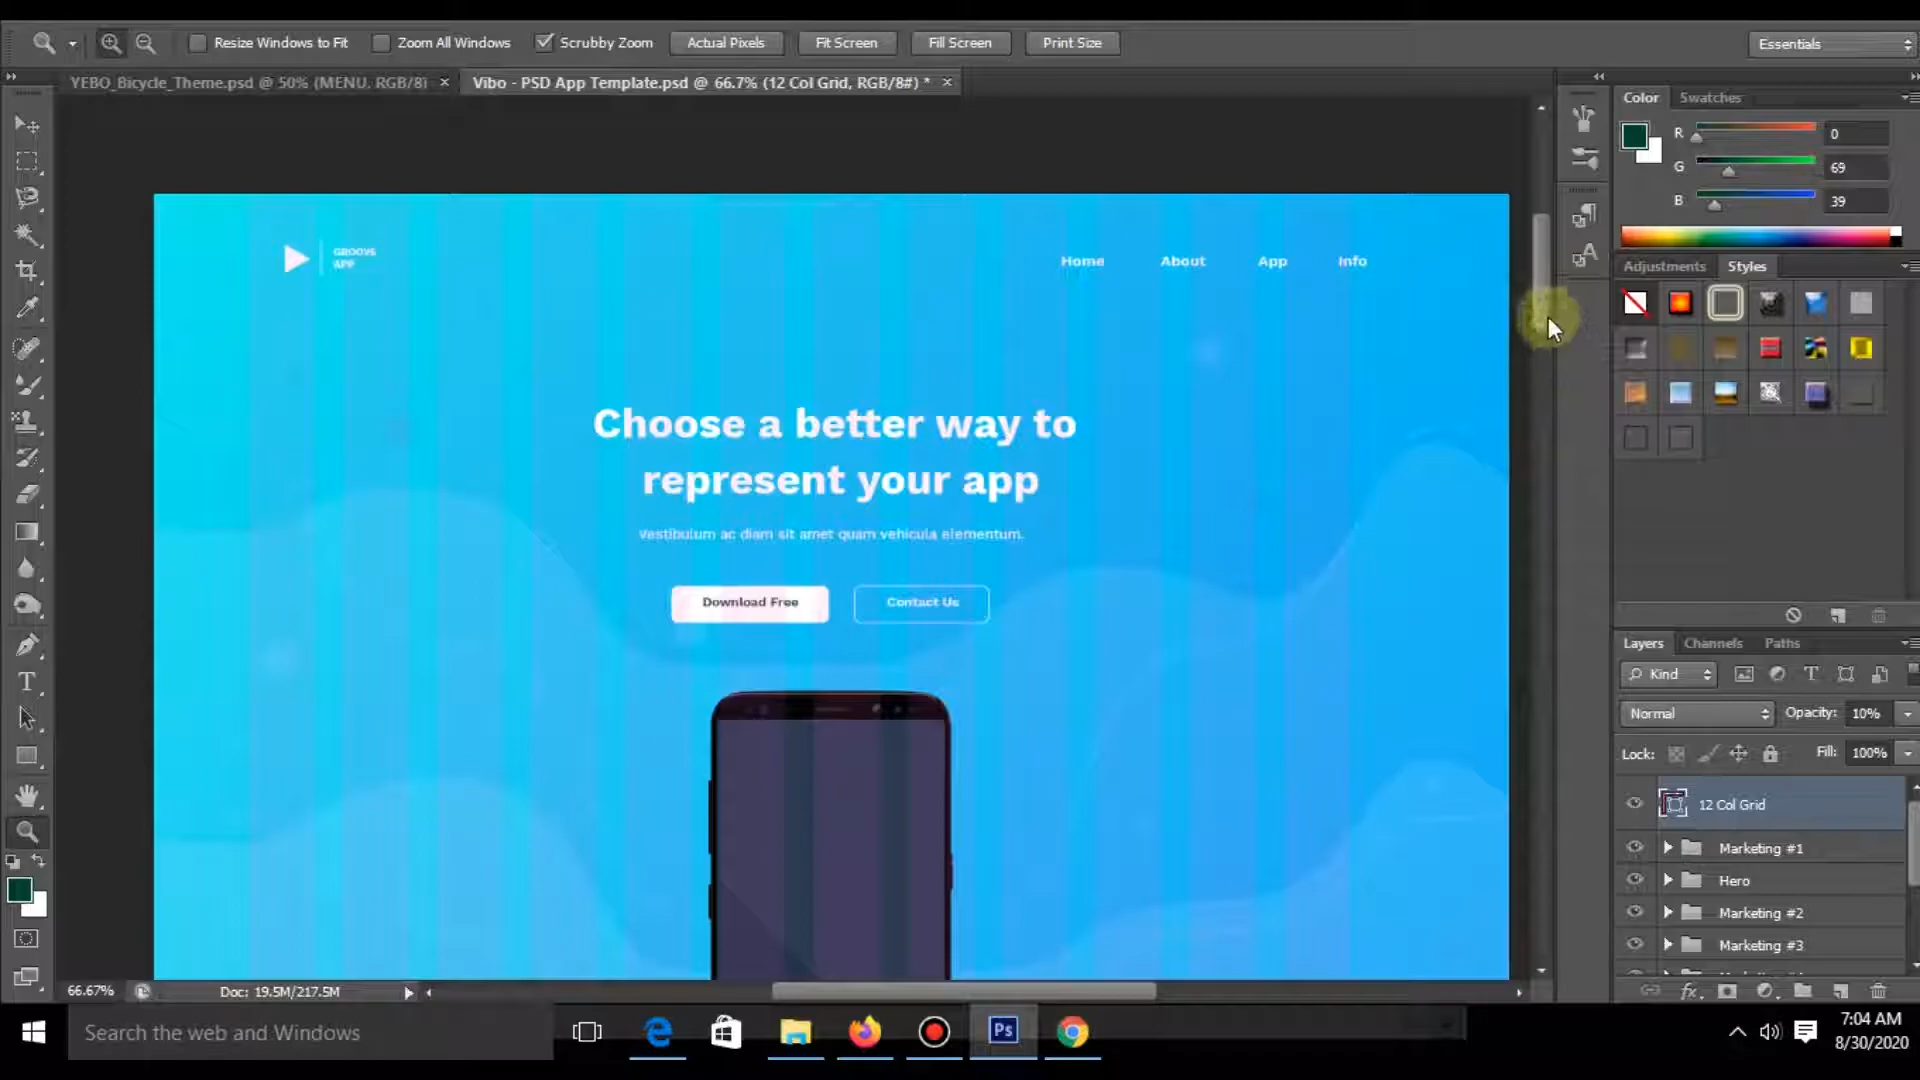 Resize Windows to Fit Zoom All Windows Scrubby Zoom Actual Pixels Fit Screen Fill Screen Print Size Essentials
YEBO_Bicycle_Theme.psd @ 50% (MENU, RGB/8) × Vibo - PSD App Template.psd @ 66.7% (12 Col Grid, RGB/8#) * ×
Color Swatches
R 0
G 69
B 39
Adjustments Styles
GROOVE
APP
Home About App Info
Choose a better way to
represent your app
Vestibulum ac diam sit amet quam vehicula elementum.
Download Free Contact Us
Layers Channels Paths
Kind
Normal Opacity: 10%
Lock: Fill: 100%
12 Col Grid
Marketing #1
Hero
Marketing #2
Marketing #3
66.67% Doc: 19.5M/217.5M
Search the web and Windows
Ps
7:04 AM
8/30/2020